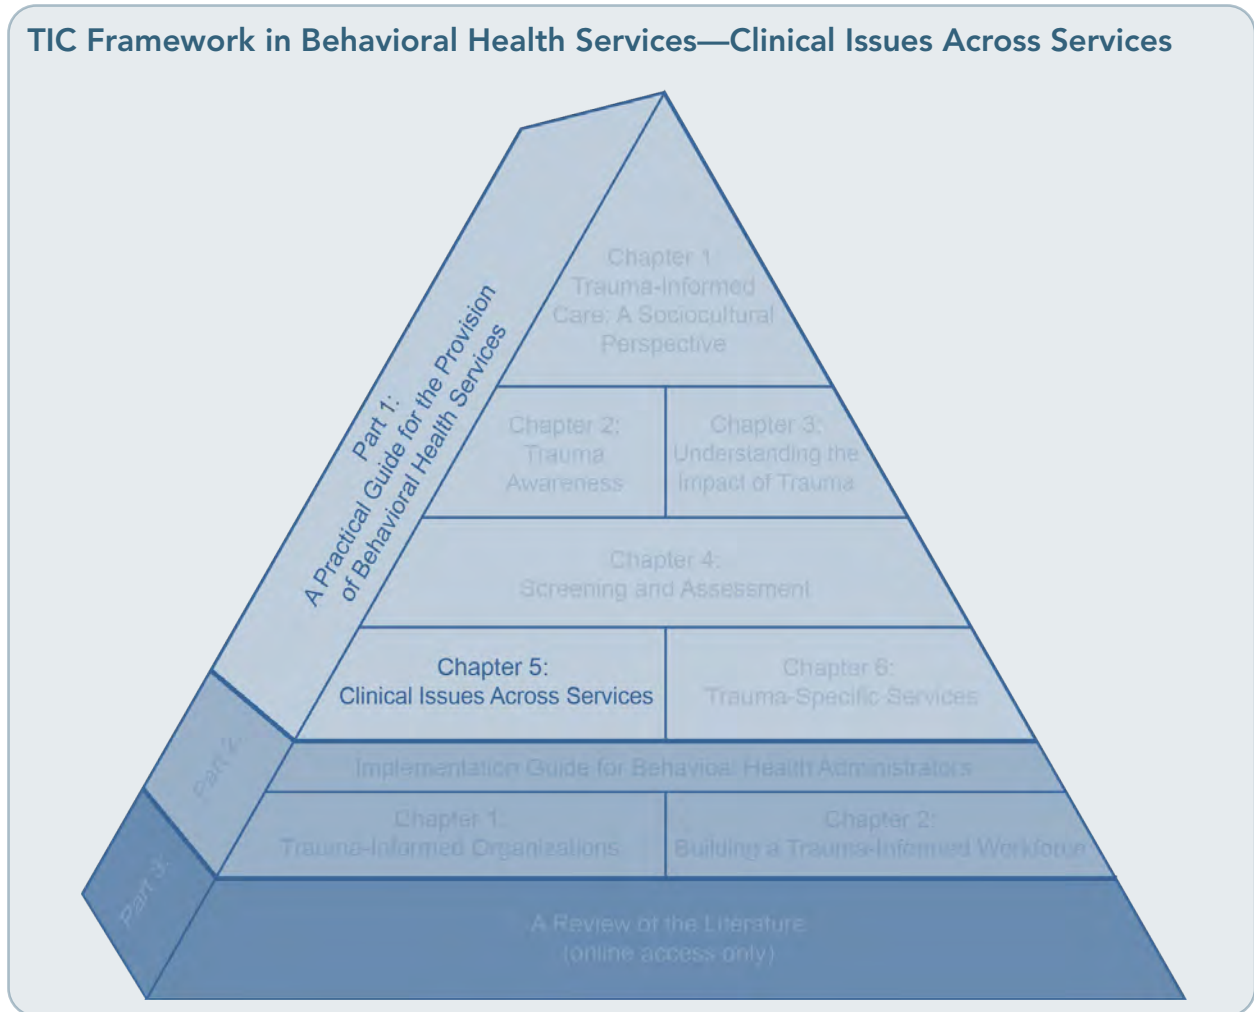 TIC Framework in Behavioral Health Services—Clinical Issues Across Services
Part 1:
A Practical Guide for the Provision
of Behavioral Health Services
Chapter 1
Trauma-Informed
Care: A Sociocultural
Perspective
Chapter 2:
Trauma
Awareness
Chapter 3:
Understanding the
Impact of Trauma
Chapter 4:
Screening and Assessment
Chapter 5:
Clinical Issues Across Services
Chapter 6:
Trauma-Specific Services
Part 2:
Implementation Guide for Behavioal Health Administrators
Chapter 1:
Trauma-Informed Organizations
Chapter 2:
Building a Trauma-Informed Workforce
Part 3:
A Review of the Literature
(online access only)